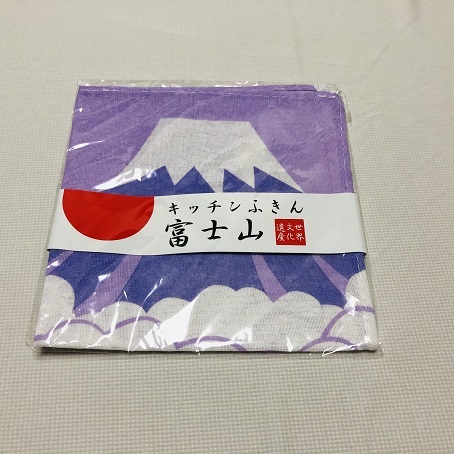 キッチンふきん
富士山
世界
文化
遺産